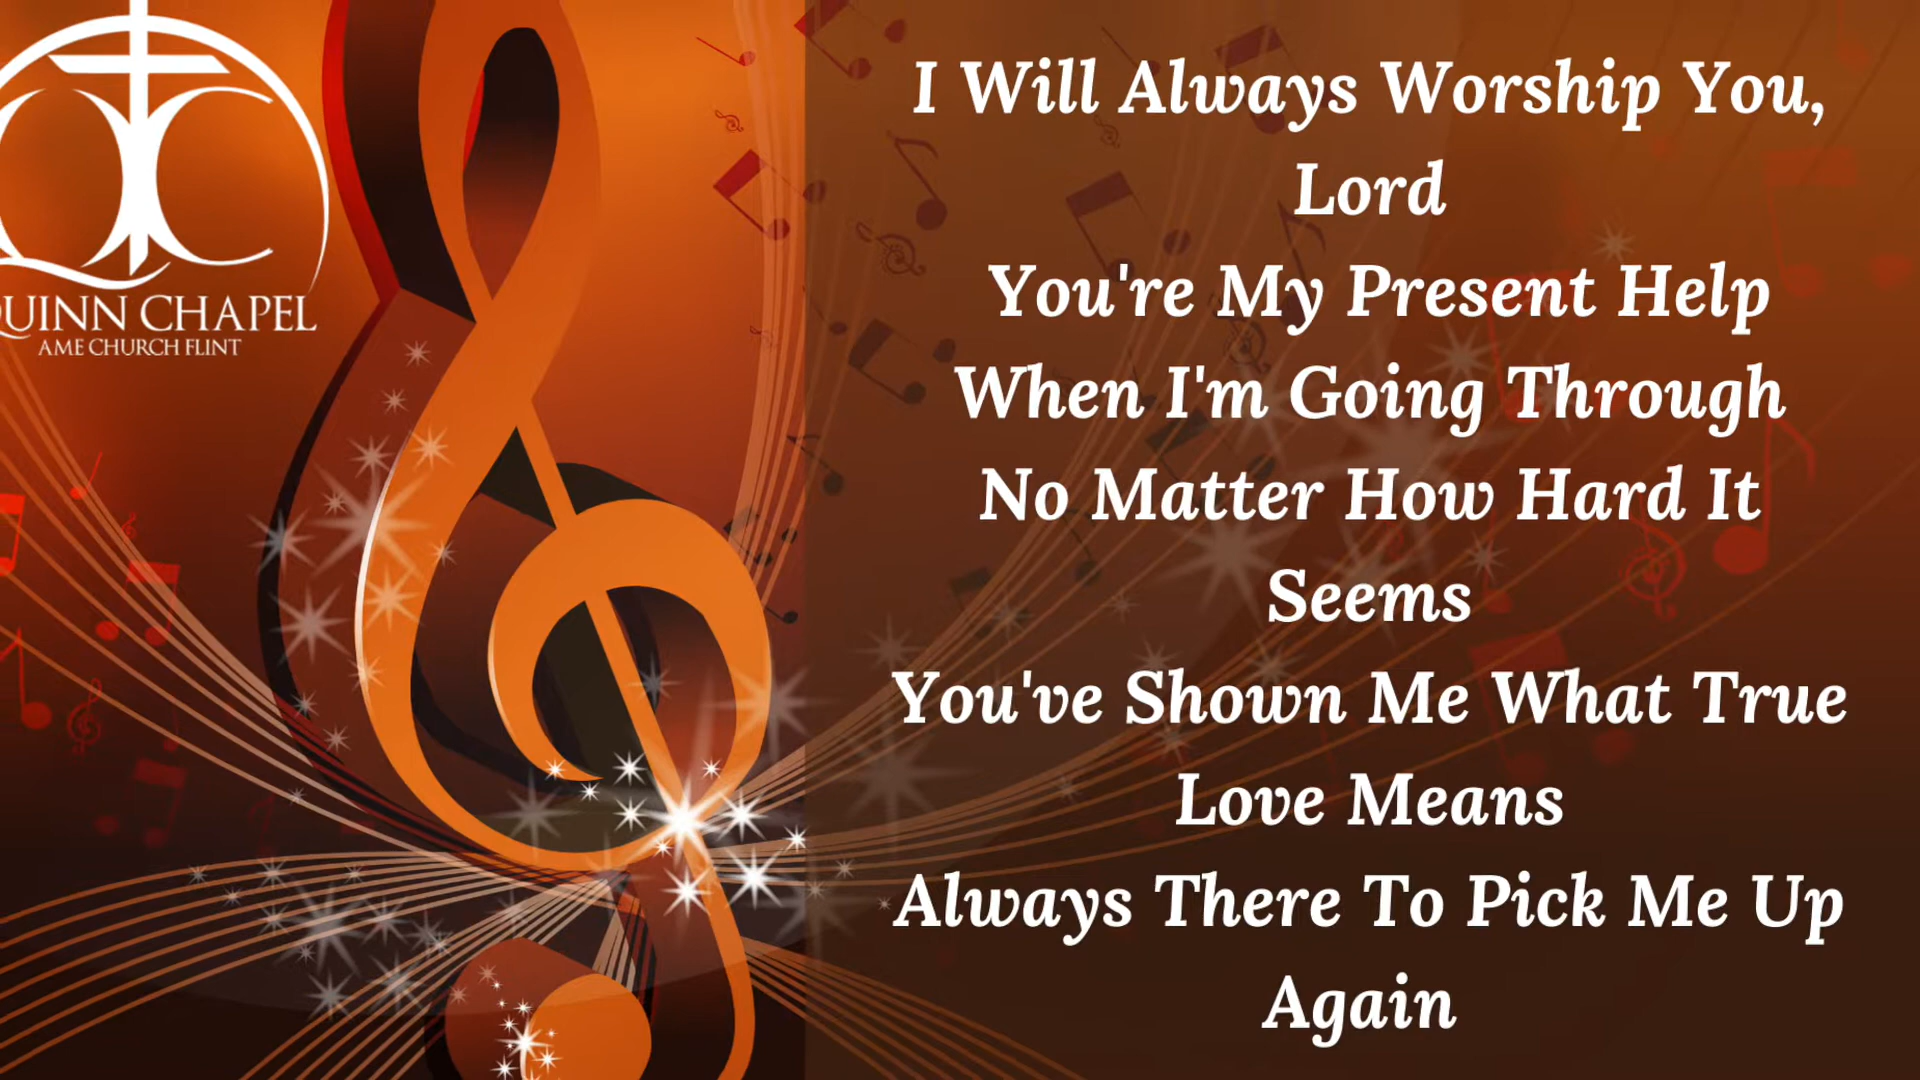 QUINN CHAPEL
AME CHURCH FLINT
I Will Always Worship You,
Lord
You're My Present Help
When I'm Going Through
No Matter How Hard It
Seems
You've Shown Me What True
Love Means
Always There To Pick Me Up
Again